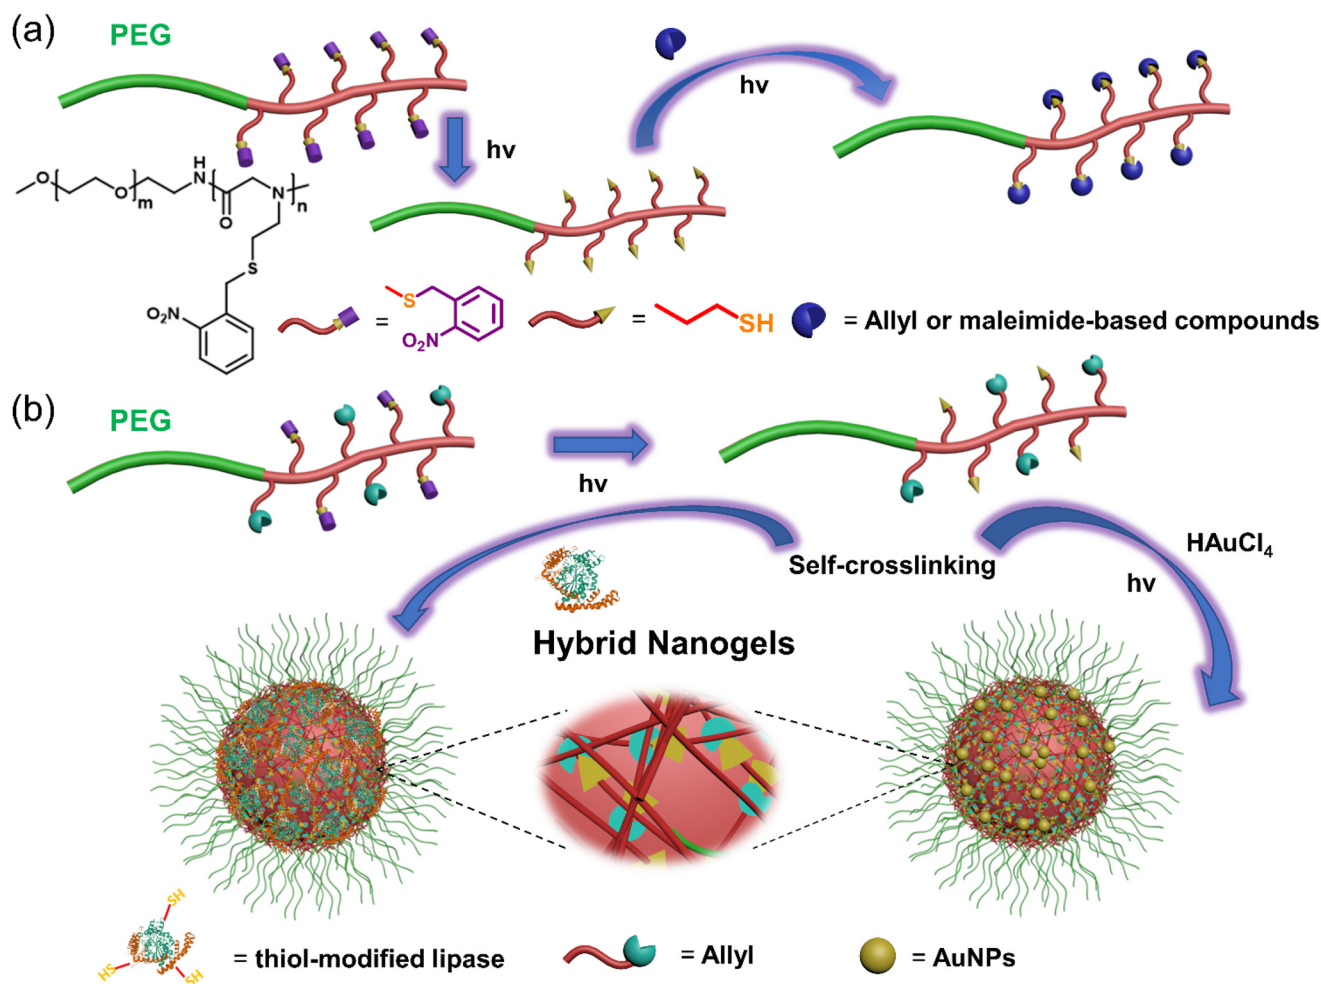 (a)
PEG
hv
hv
H
O
O
N
m
O
N
n
S
O₂N
=
S
O₂N
=
SH
= Allyl or maleimide-based compounds
(b)
PEG
hv
HAuCl₄
Self-crosslinking
hv
Hybrid Nanogels
SH
HS
SH
= thiol-modified lipase
= Allyl
= AuNPs